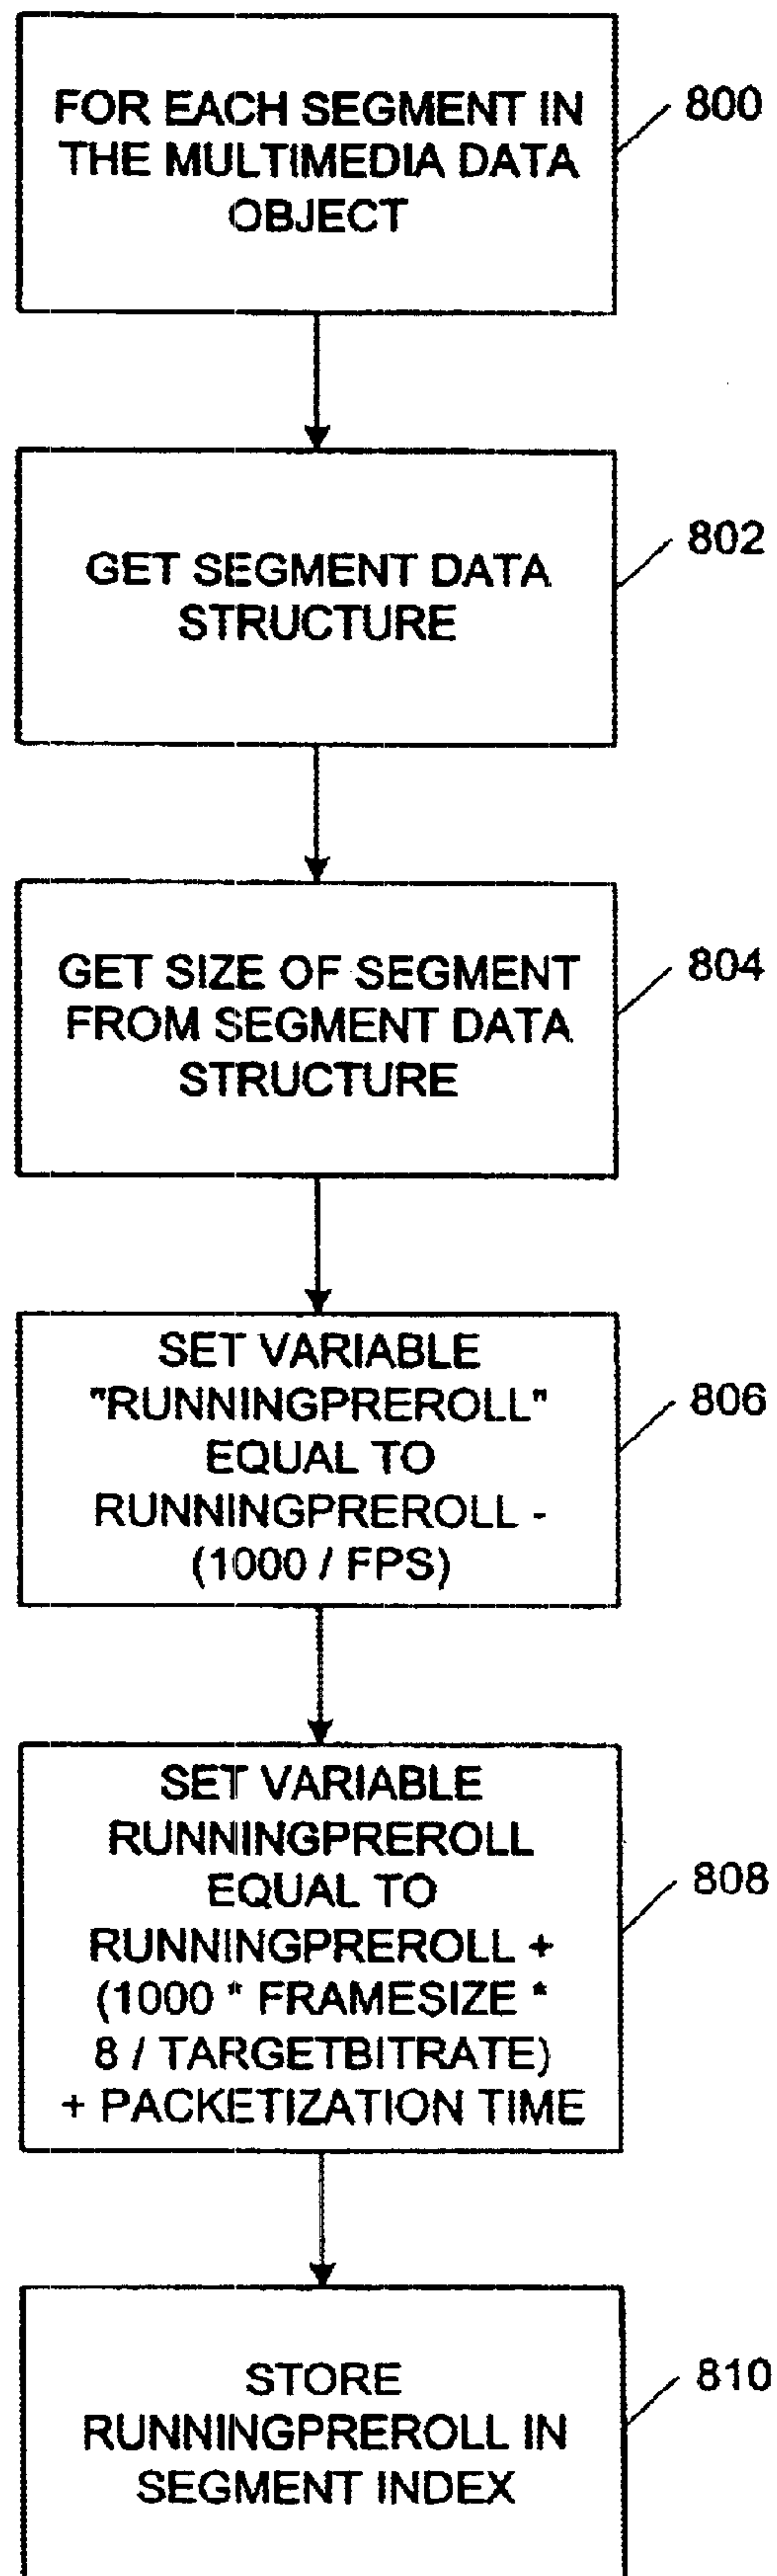 FOR EACH SEGMENT IN
THE MULTIMEDIA DATA
OBJECT
800
GET SEGMENT DATA
STRUCTURE
802
GET SIZE OF SEGMENT
FROM SEGMENT DATA
STRUCTURE
804
SET VARIABLE
"RUNNINGPREROLL"
EQUAL TO
RUNNINGPREROLL -
(1000 / FPS)
806
SET VARIABLE
RUNNINGPREROLL
EQUAL TO
RUNNINGPREROLL +
(1000 * FRAMESIZE *
8 / TARGETBITRATE)
+ PACKETIZATION TIME
808
STORE
RUNNINGPREROLL IN
SEGMENT INDEX
810